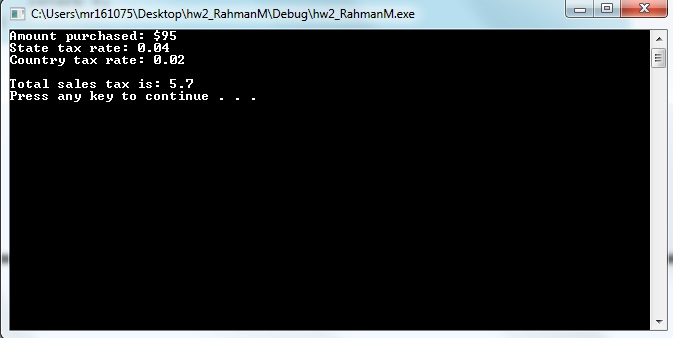 C:\Users\mr161075\Desktop\hw2_RahmanM\Debug\hw2_RahmanM.exe
Amount purchased: $95
State tax rate: 0.04
Country tax rate: 0.02
Total sales tax is: 5.7
Press any key to continue . . .